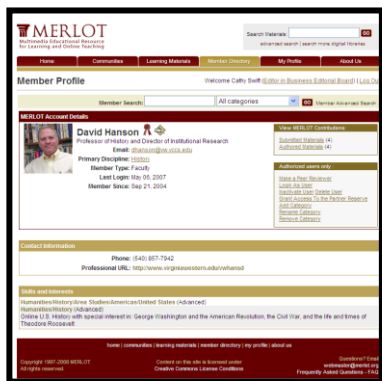 MERLOT
Multimedia Educational Resource
for Learning and Online Teaching
Search Materials: GO
advanced search | search more digital libraries
Home Communities Learning Materials Member Directory My Profile About Us
Member Profile
Welcome Cathy Swift (Editor in Business Editorial Board) | Log Ou
Member Search: All categories GO Member Advanced Search
MERLOT Account Details
David Hanson
Professor of History and Director of Institutional Research
Email: dhanson@vw.vccs.edu
Primary Discipline: History
Member Type: Faculty
Last Login: May 06, 2007
Member Since: Sep 21, 2004
View MERLOT Contributions
Submitted Materials (4)
Authored Materials (4)
Authorized users only :
Make a Peer Reviewer
Login As User
Inactivate User Delete User
Grant Access To the Partner Reserve
Add Category
Rename Category
Remove Category
Contact Information
Phone: (540) 857-7942
Professional URL: http://www.virginiawestern.edu/vwhansd
Skills and Interests
Humanities/History/Area Studies/Americas/United States (Advanced)
Humanities/History (Advanced)
Online U.S. History with special interest in: George Washington and the American Revolution, the Civil War, and the life and times of
Theodore Roosevelt
home | communities | learning materials | member directory | my profile | about us
Copyright 1997-2008 MERLOT.
All rights reserved
Content on this site is licensed under
Creative Commons License Conditions
Questions? Email
webmaster@merlot.org
Frequently Asked Questions - FAQ